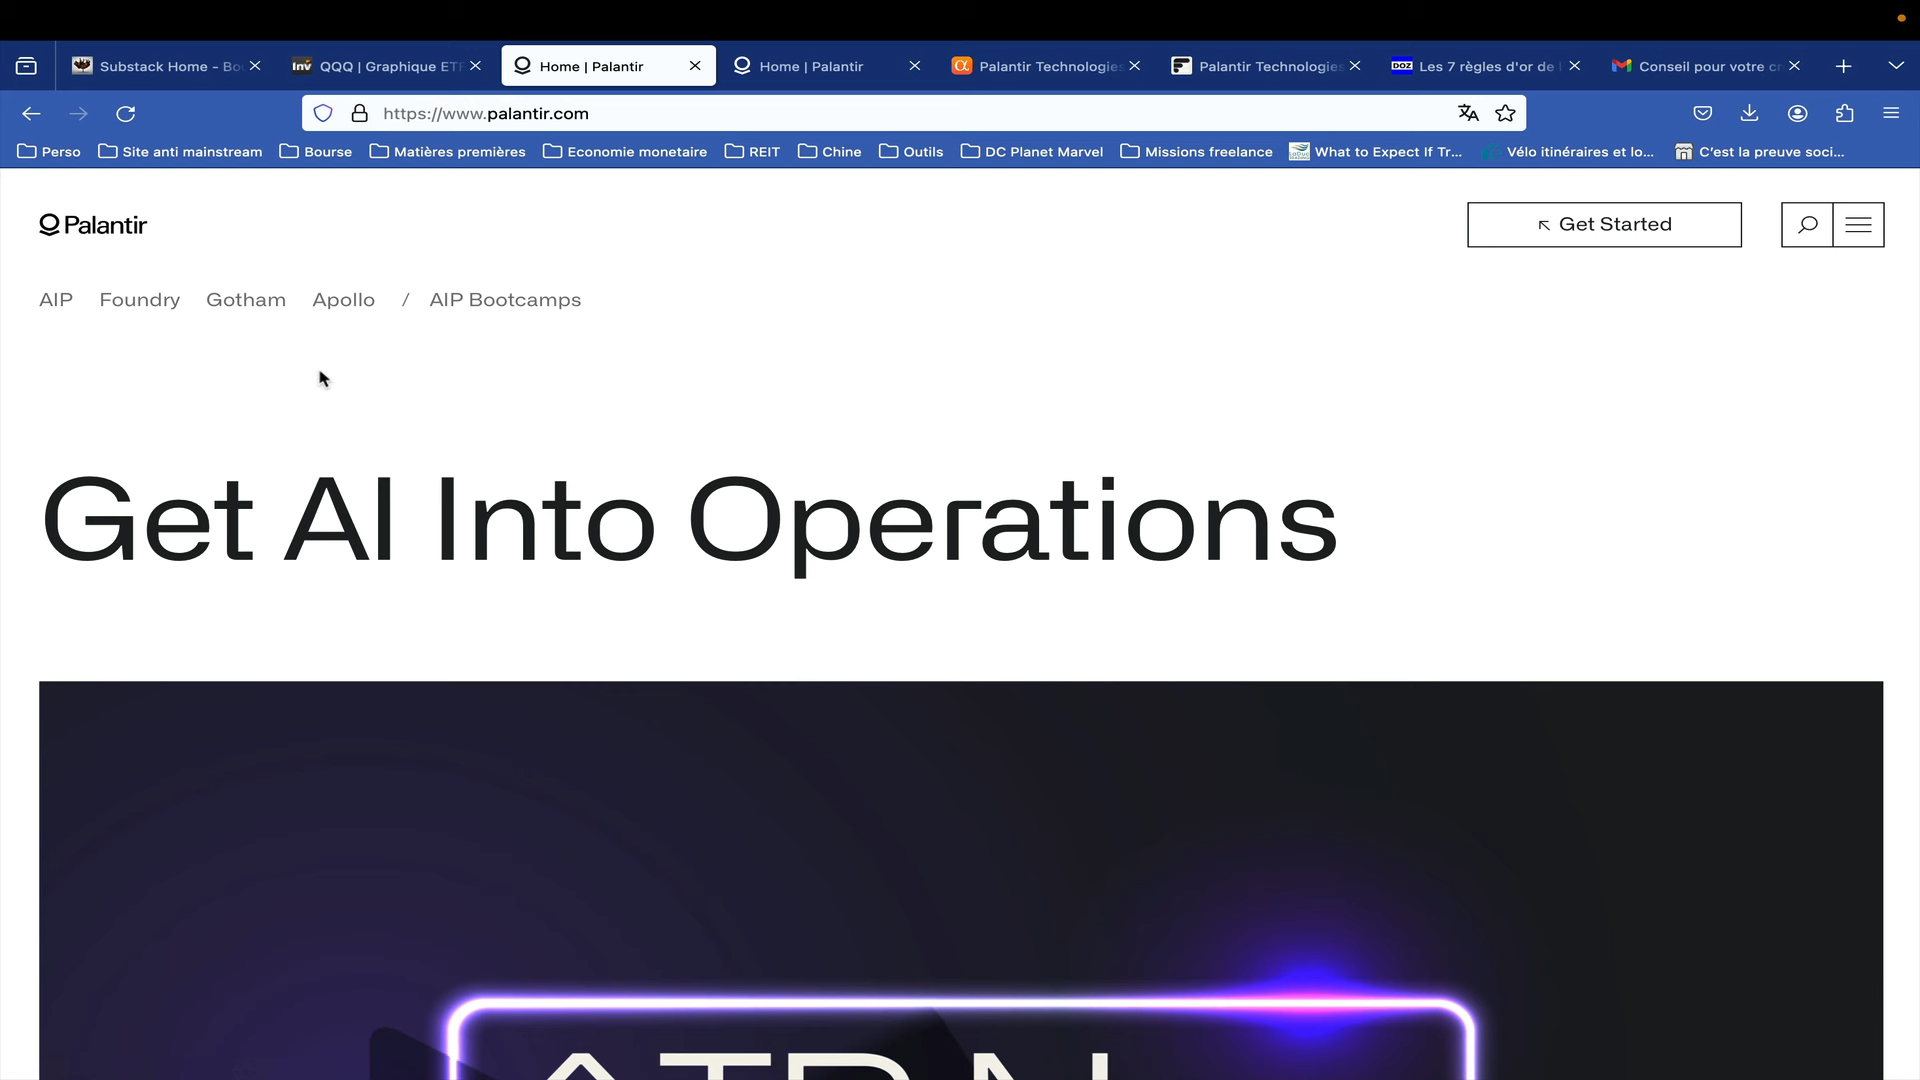 Substack Home - Bo
Inv QQQ | Graphique ET
Home | Palantir
Home | Palantir
Palantir Technologies
Palantir Technologies
DOZ Les 7 règles d'or de
Conseil pour votre c
https://www.palantir.com
Perso Site anti mainstream Bourse Matières premières Economie monetaire REIT Chine Outils DC Planet Marvel Missions freelance What to Expect If Tr... Vélo itinéraires et lo... C'est la preuve soci...
Palantir
Get Started
AIP Foundry Gotham Apollo / AIP Bootcamps
Get AI Into Operations